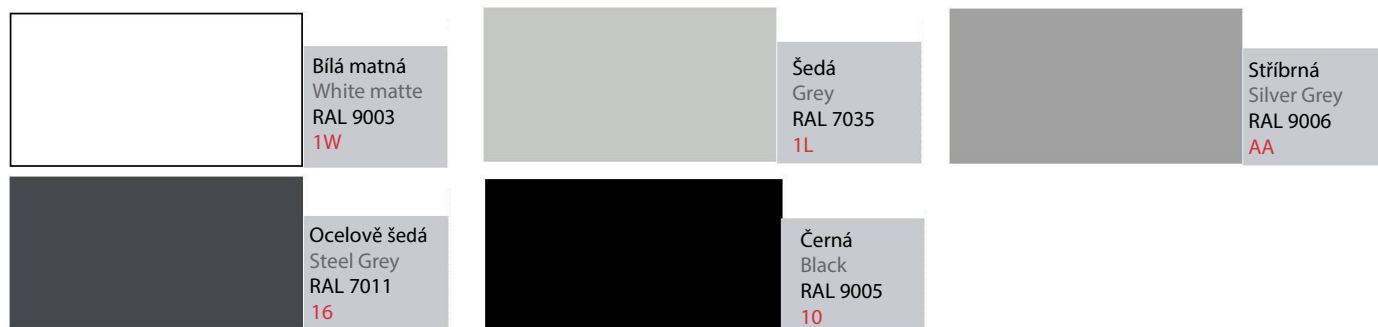 Bílá matná
White matte
RAL 9003
1W
Šedá
Grey
RAL 7035
1L
Stříbrná
Silver Grey
RAL 9006
AA
Ocelově šedá
Steel Grey
RAL 7011
16
Černá
Black
RAL 9005
10